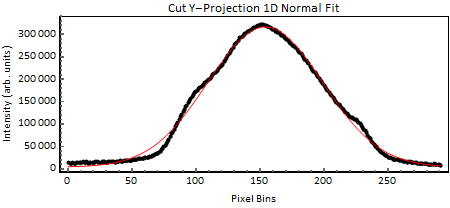 Cut Y−Projection 1D Normal Fit
Intensity (arb. units)
300 000
250 000
200 000
150 000
100 000
50 000
0
0 50 100 150 200 250
Pixel Bins